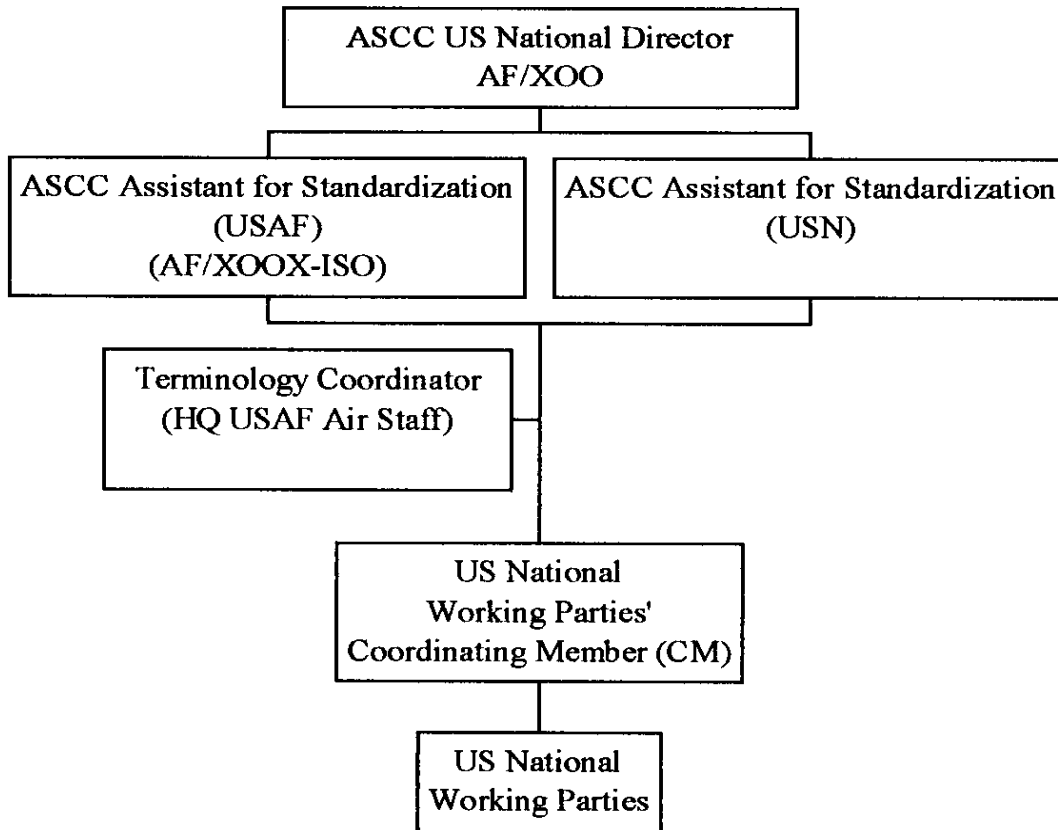 ASCC US National Director
AF/XOO
ASCC Assistant for Standardization
(USAF)
(AF/XOOX-ISO)
ASCC Assistant for Standardization
(USN)
Terminology Coordinator
(HQ USAF Air Staff)
US National
Working Parties'
Coordinating Member (CM)
US National
Working Parties